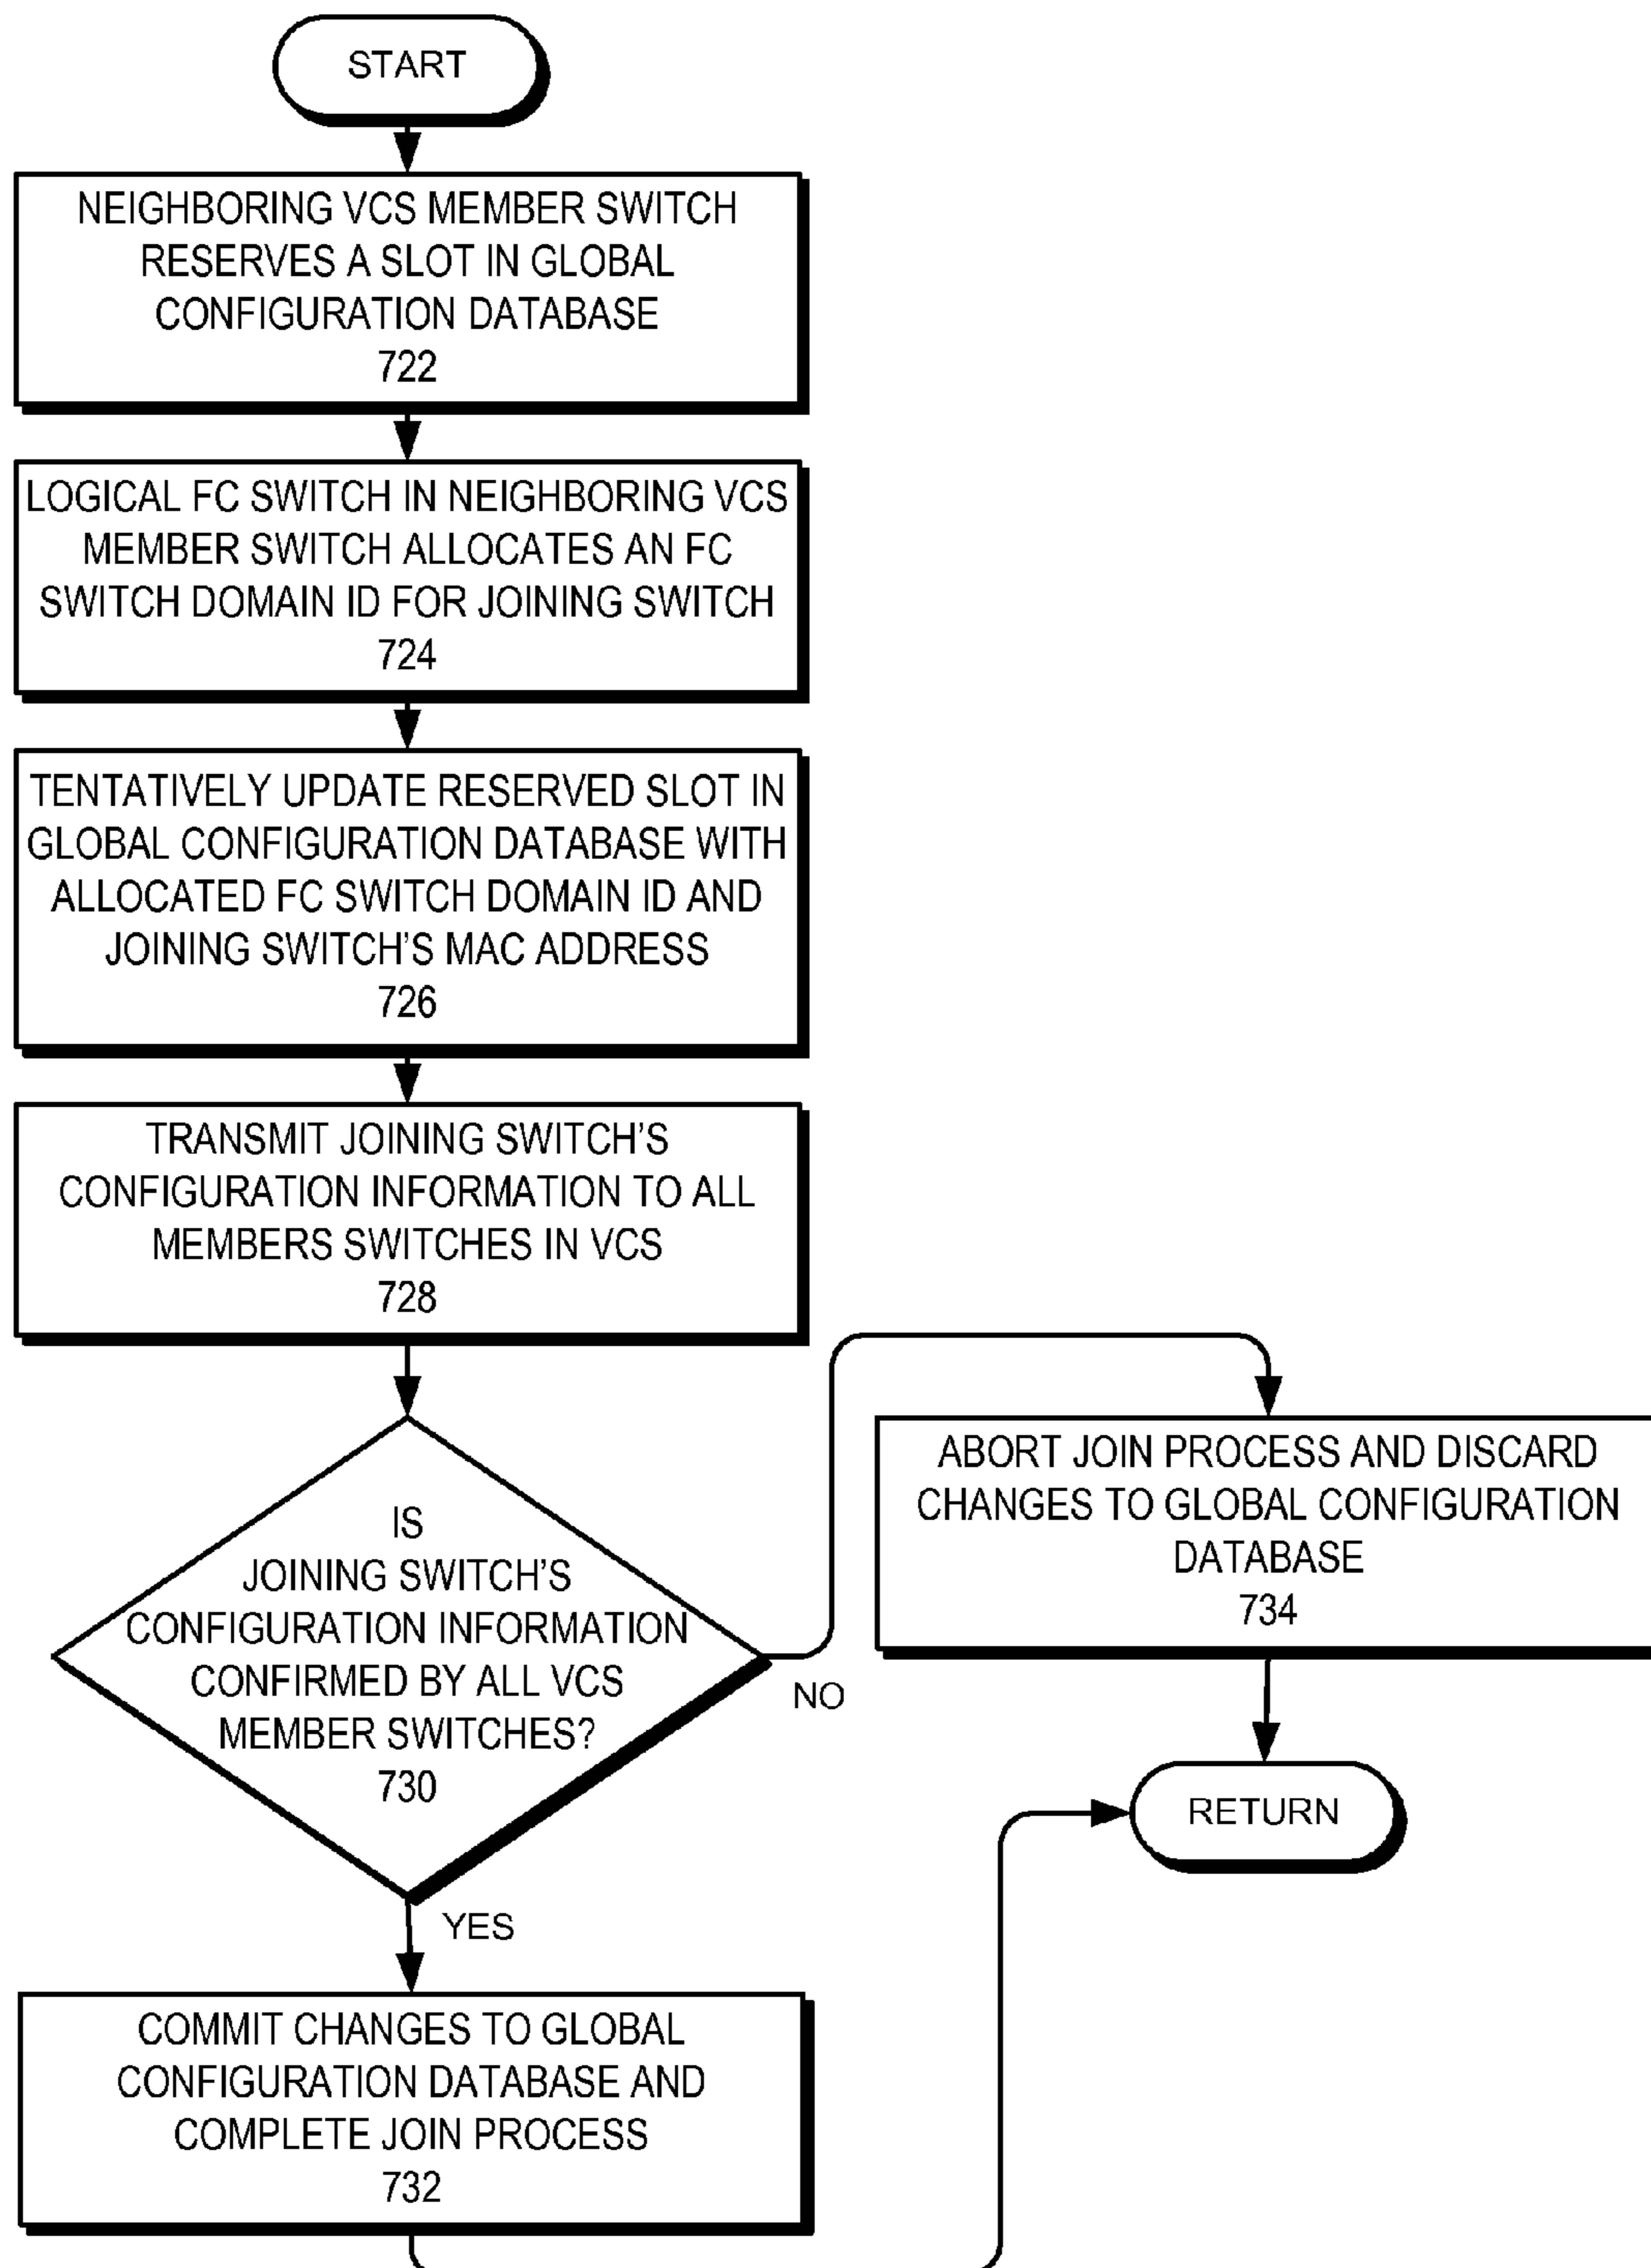 START
NEIGHBORING VCS MEMBER SWITCH
RESERVES A SLOT IN GLOBAL
CONFIGURATION DATABASE
722
LOGICAL FC SWITCH IN NEIGHBORING VCS
MEMBER SWITCH ALLOCATES AN FC
SWITCH DOMAIN ID FOR JOINING SWITCH
724
TENTATIVELY UPDATE RESERVED SLOT IN
GLOBAL CONFIGURATION DATABASE WITH
ALLOCATED FC SWITCH DOMAIN ID AND
JOINING SWITCH'S MAC ADDRESS
726
TRANSMIT JOINING SWITCH'S
CONFIGURATION INFORMATION TO ALL
MEMBERS SWITCHES IN VCS
728
IS
JOINING SWITCH'S
CONFIGURATION INFORMATION
CONFIRMED BY ALL VCS
MEMBER SWITCHES?
730
NO
ABORT JOIN PROCESS AND DISCARD
CHANGES TO GLOBAL CONFIGURATION
DATABASE
734
RETURN
YES
COMMIT CHANGES TO GLOBAL
CONFIGURATION DATABASE AND
COMPLETE JOIN PROCESS
732